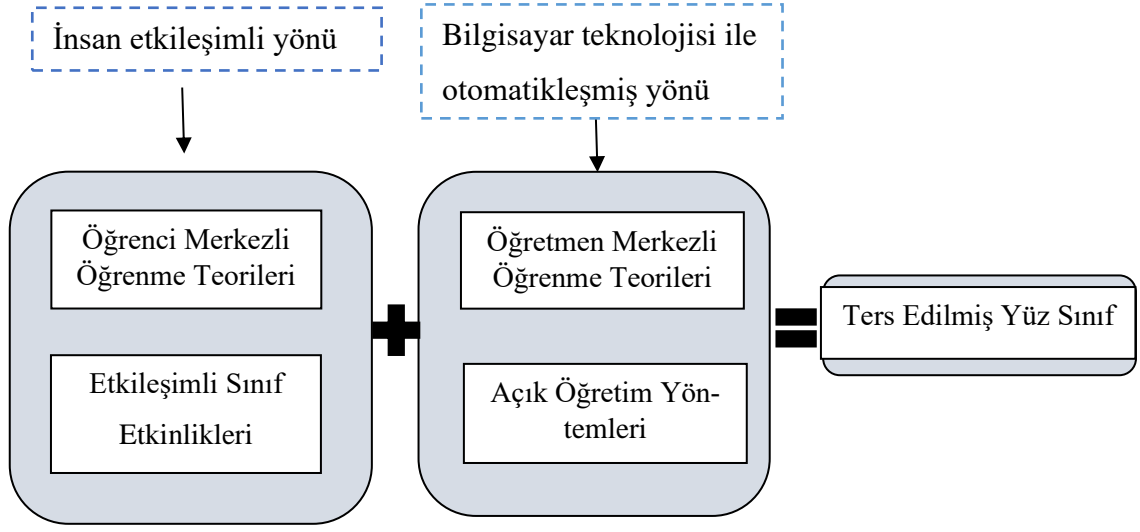 İnsan etkileşimli yönü
Bilgisayar teknolojisi ile
otomatikleşmiş yönü
Öğrenci Merkezli
Öğrenme Teorileri
Etkileşimli Sınıf
Etkinlikleri
Öğretmen Merkezli
Öğrenme Teorileri
Açık Öğretim Yön-
temleri
Ters Edilmiş Yüz Sınıf